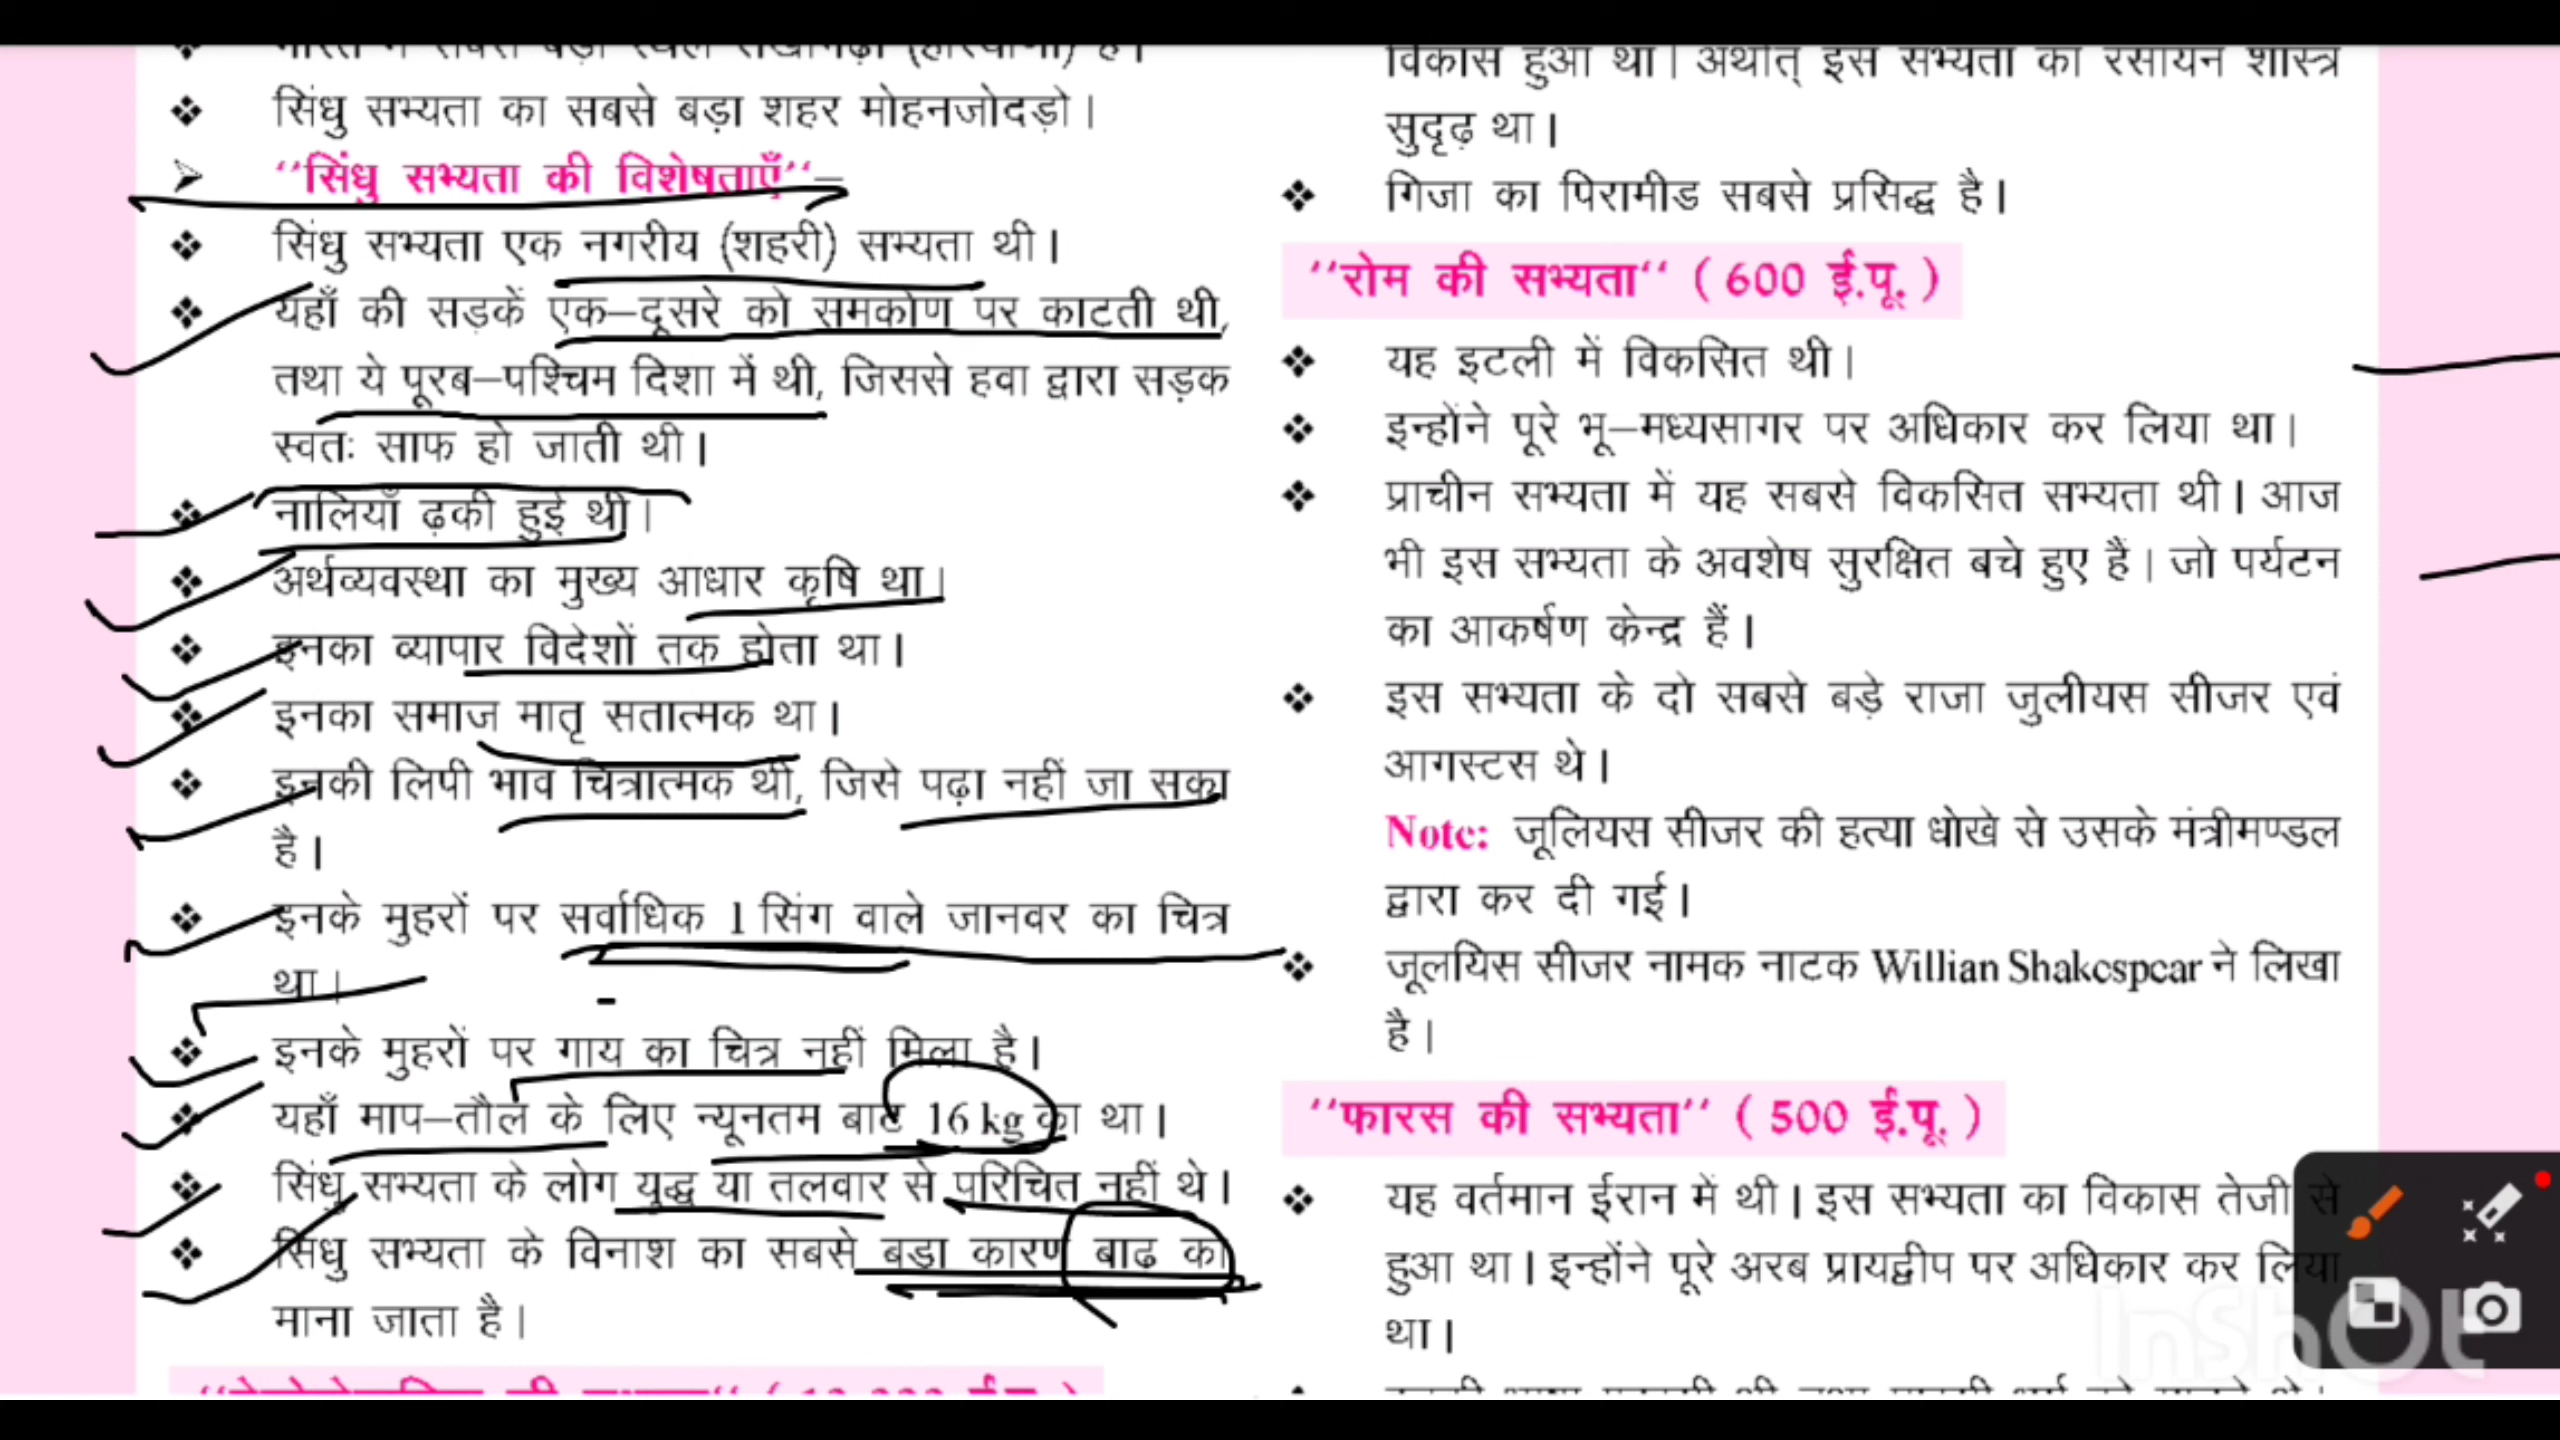 सिंधु सभ्यता का सबसे बड़ा शहर मोहनजोदड़ो।
‘‘सिंधु सभ्यता की विशेषताएँ‘‘–
सिंधु सभ्यता एक नगरीय (शहरी) सभ्यता थी।
यहाँ की सड़कें एक–दूसरे को समकोण पर काटती थी,
तथा ये पूरब–पश्चिम दिशा में थी, जिससे हवा द्वारा सड़क
स्वतः साफ हो जाती थी।
नालियाँ ढ़की हुई थी।
अर्थव्यवस्था का मुख्य आधार कृषि था।
इनका व्यापार विदेशों तक होता था।
इनका समाज मातृ सतात्मक था।
इनकी लिपी भाव चित्रात्मक थी, जिसे पढ़ा नहीं जा सका
है।
इनके मुहरों पर सर्वाधिक 1 सिंग वाले जानवर का चित्र
था।
इनके मुहरों पर गाय का चित्र नहीं मिला है।
यहाँ माप–तौल के लिए न्यूनतम बाट 16 kg का था।
सिंधु सभ्यता के लोग युद्ध या तलवार से परिचित नहीं थे।
सिंधु सभ्यता के विनाश का सबसे बड़ा कारण बाढ का
माना जाता है।
विकास हुआ था। अर्थात् इस सभ्यता का रसायन शास्त्र
सुदृढ़ था।
गिजा का पिरामीड सबसे प्रसिद्ध है।
‘‘रोम की सभ्यता‘‘ ( 600 ई.पू. )
यह इटली में विकसित थी।
इन्होंने पूरे भू–मध्यसागर पर अधिकार कर लिया था।
प्राचीन सभ्यता में यह सबसे विकसित सभ्यता थी। आज
भी इस सभ्यता के अवशेष सुरक्षित बचे हुए हैं। जो पर्यटन
का आकर्षण केन्द्र हैं।
इस सभ्यता के दो सबसे बड़े राजा जुलीयस सीजर एवं
आगस्टस थे।
Note: जूलियस सीजर की हत्या धोखे से उसके मंत्रीमण्डल
द्वारा कर दी गई।
जूलयिस सीजर नामक नाटक Willian Shakespear ने लिखा
है।
‘‘फारस की सभ्यता‘‘ ( 500 ई.पू. )
यह वर्तमान ईरान में थी। इस सभ्यता का विकास तेजी से
हुआ था। इन्होंने पूरे अरब प्रायद्वीप पर अधिकार कर लिया
था।
InShOt